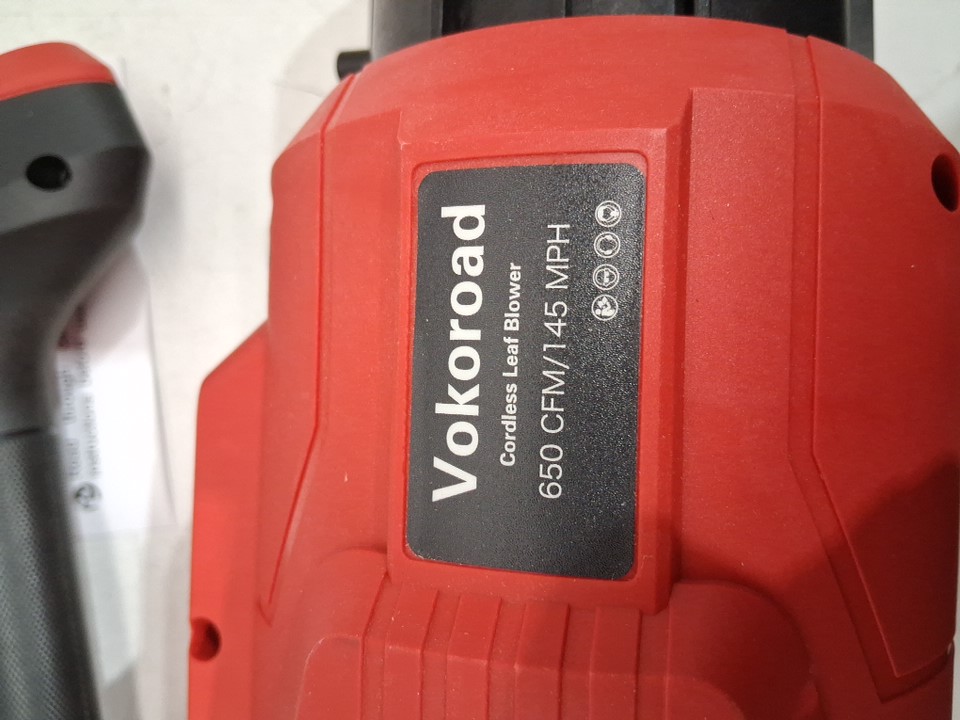 Vokoroad
Cordless Leaf Blower
650 CFM/145 MPH